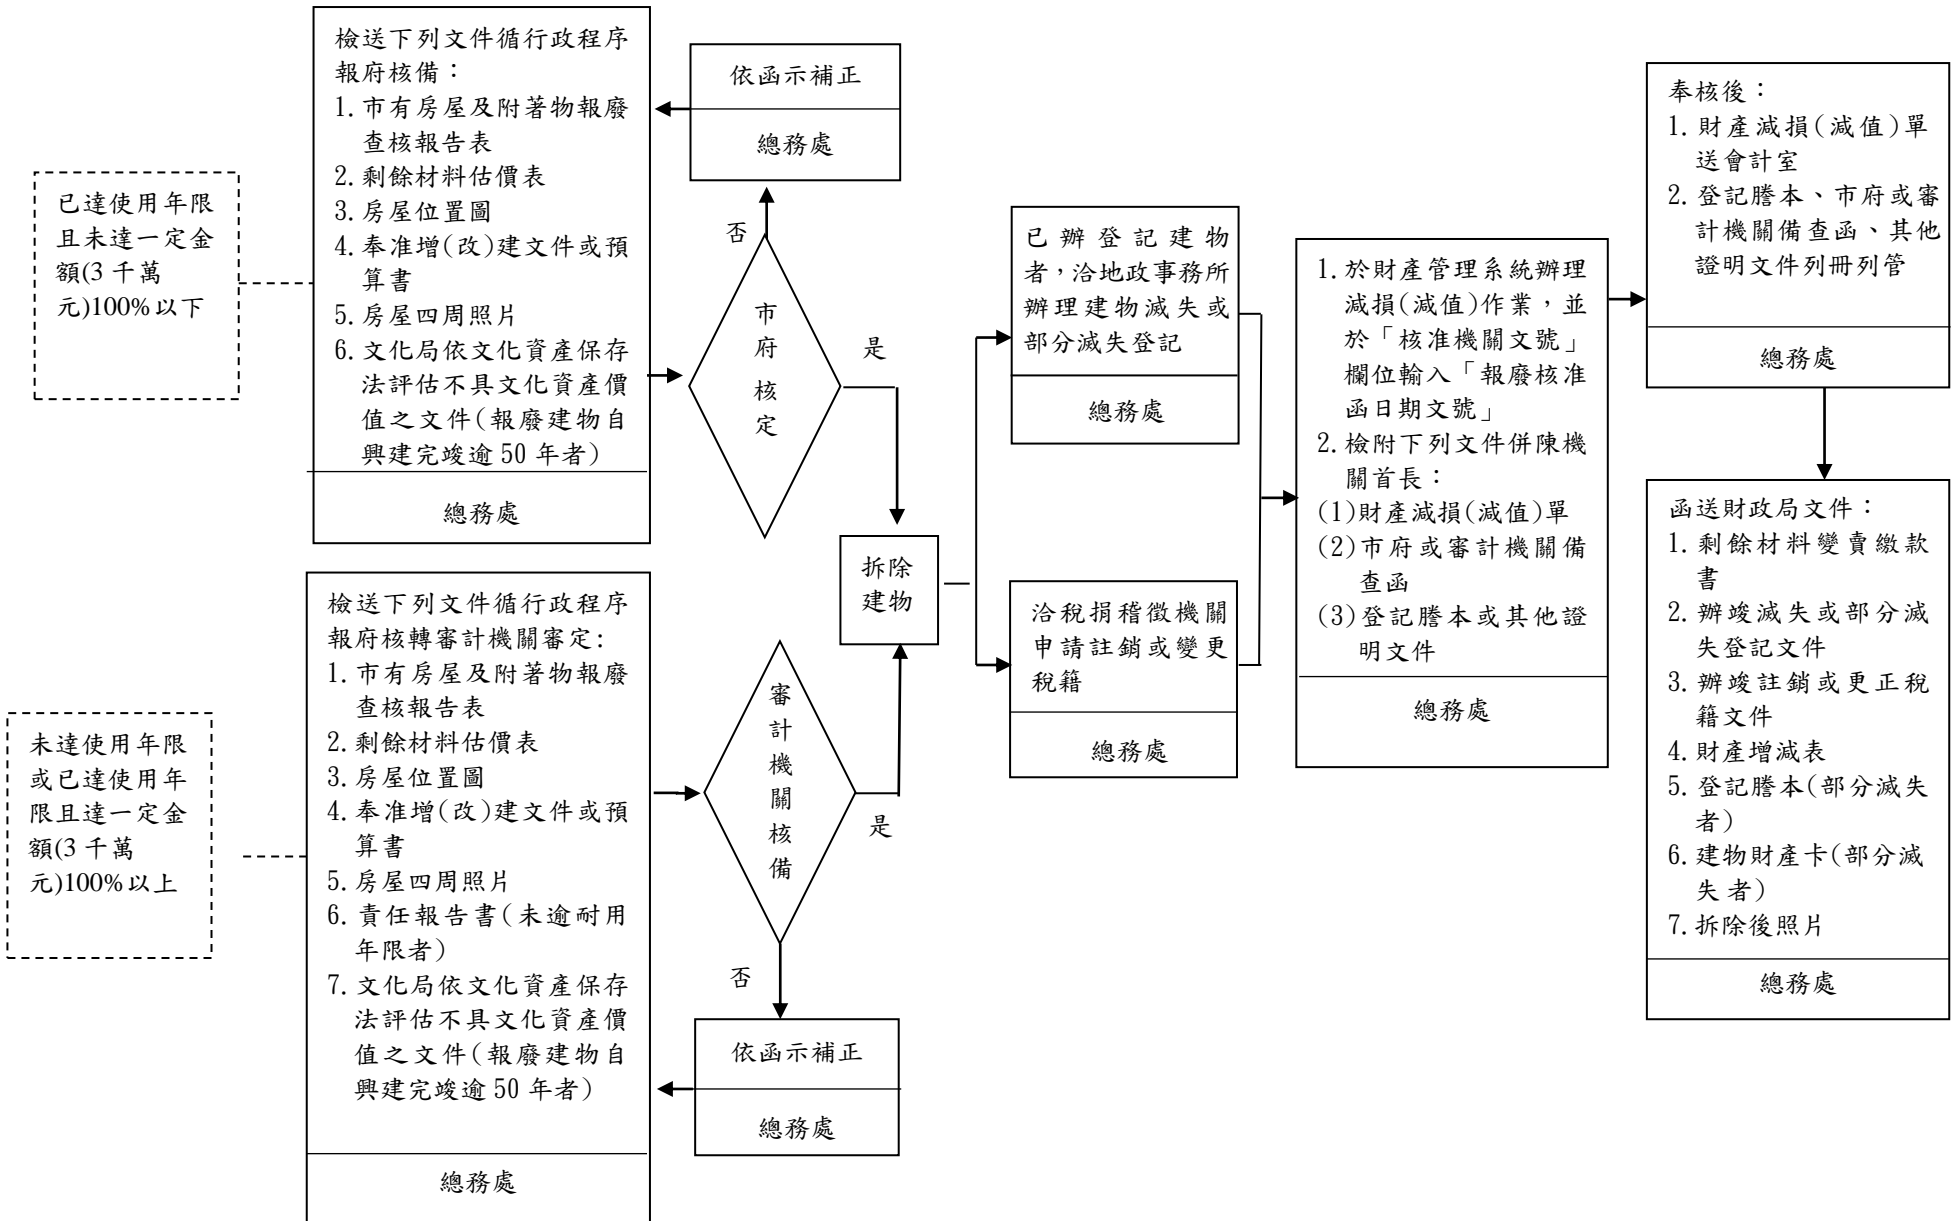 已達使用年限
且未達一定金
額(3 千萬
元)100%以下
檢送下列文件循行政程序
報府核備：
1.市有房屋及附著物報廢
查核報告表
2.剩餘材料估價表
3.房屋位置圖
4.奉准增(改)建文件或預
算書
5.房屋四周照片
6.文化局依文化資產保存
法評估不具文化資產價
值之文件(報廢建物自
興建完竣逾 50 年者)
總務處
依函示補正
總務處
否
市府核定
是
未達使用年限
或已達使用年
限且達一定金
額(3 千萬
元)100%以上
檢送下列文件循行政程序
報府核轉審計機關審定:
1.市有房屋及附著物報廢
查核報告表
2.剩餘材料估價表
3.房屋位置圖
4.奉准增(改)建文件或預
算書
5.房屋四周照片
6.責任報告書(未逾耐用
年限者)
7.文化局依文化資產保存
法評估不具文化資產價
值之文件(報廢建物自
興建完竣逾 50 年者)
總務處
審計機關核備
是
否
依函示補正
總務處
拆除
建物
已辦登記建物
者，洽地政事務所
辦理建物滅失或
部分滅失登記
總務處
洽稅捐稽徵機關
申請註銷或變更
稅籍
總務處
1.於財產管理系統辦理
減損(減值)作業，並
於「核准機關文號」
欄位輸入「報廢核准
函日期文號」
2.檢附下列文件併陳機
關首長：
(1)財產減損(減值)單
(2)市府或審計機關備
查函
(3)登記謄本或其他證
明文件
總務處
奉核後：
1.財產減損(減值)單
送會計室
2.登記謄本、市府或審
計機關備查函、其他
證明文件列冊列管
總務處
函送財政局文件：
1.剩餘材料變賣繳款
書
2.辦竣滅失或部分滅
失登記文件
3.辦竣註銷或更正稅
籍文件
4.財產增減表
5.登記謄本(部分滅失
者)
6.建物財產卡(部分滅
失者)
7.拆除後照片
總務處